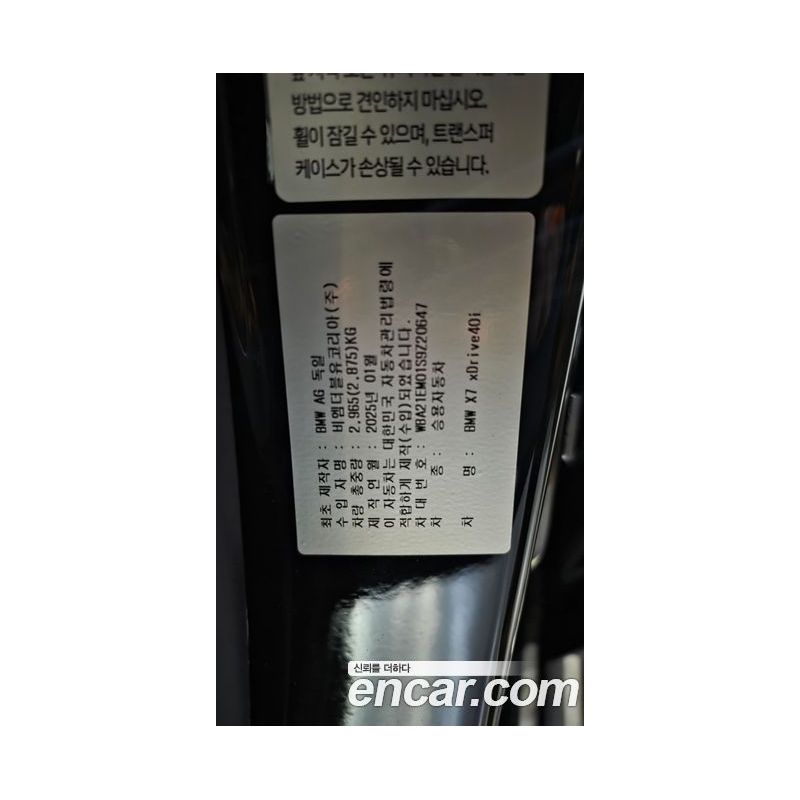 방법으로 견인하지 마십시오.
휠이 잠길 수 있으며, 트랜스퍼
케이스가 손상될 수 있습니다.
최초 제작자 : BMW AG 독일
수 입 자 명 : 비엠더블유코리아(주)
차량 총중량 : 2.965(2.875)KG
제 작 연 월 : 2025년 01월
이 자동차는 대한민국 자동차관리법령에
적합하게 제작(수입)되었습니다.
차 대 번 호 : WBA21EM01S9Z20647
차 종 : 승용자동차
차 명 : BMW X7 xDrive40i
신뢰를 더하다
encar.com